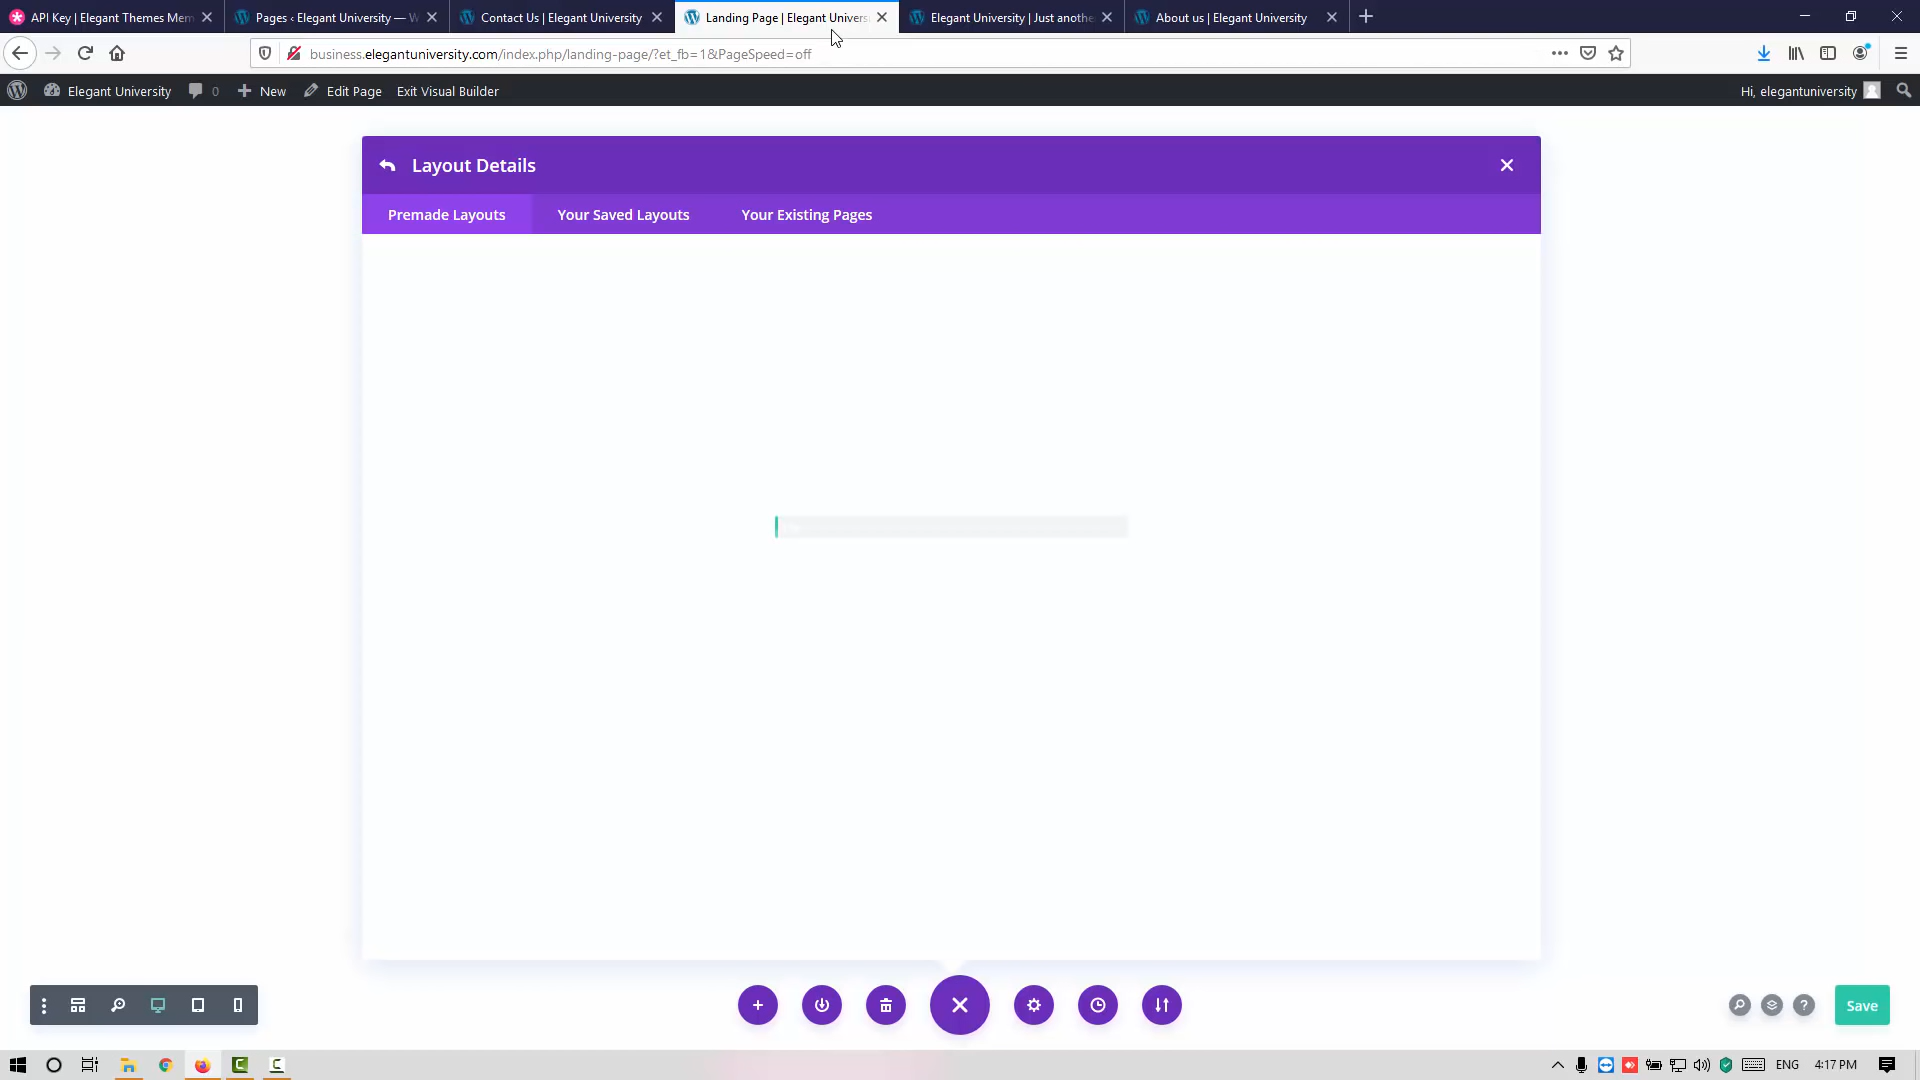 API Key | Elegant Themes Mem
Pages ‹ Elegant University — W
Contact Us | Elegant University
Landing Page | Elegant Univers
Elegant University | Just anothe
About us | Elegant University
business.elegantuniversity.com/index.php/landing-page/?et_fb=1&PageSpeed=off
Elegant University
0
New
Edit Page
Exit Visual Builder
Hi, elegantuniversity
Layout Details
Premade Layouts
Your Saved Layouts
Your Existing Pages
Save
ENG
4:17 PM